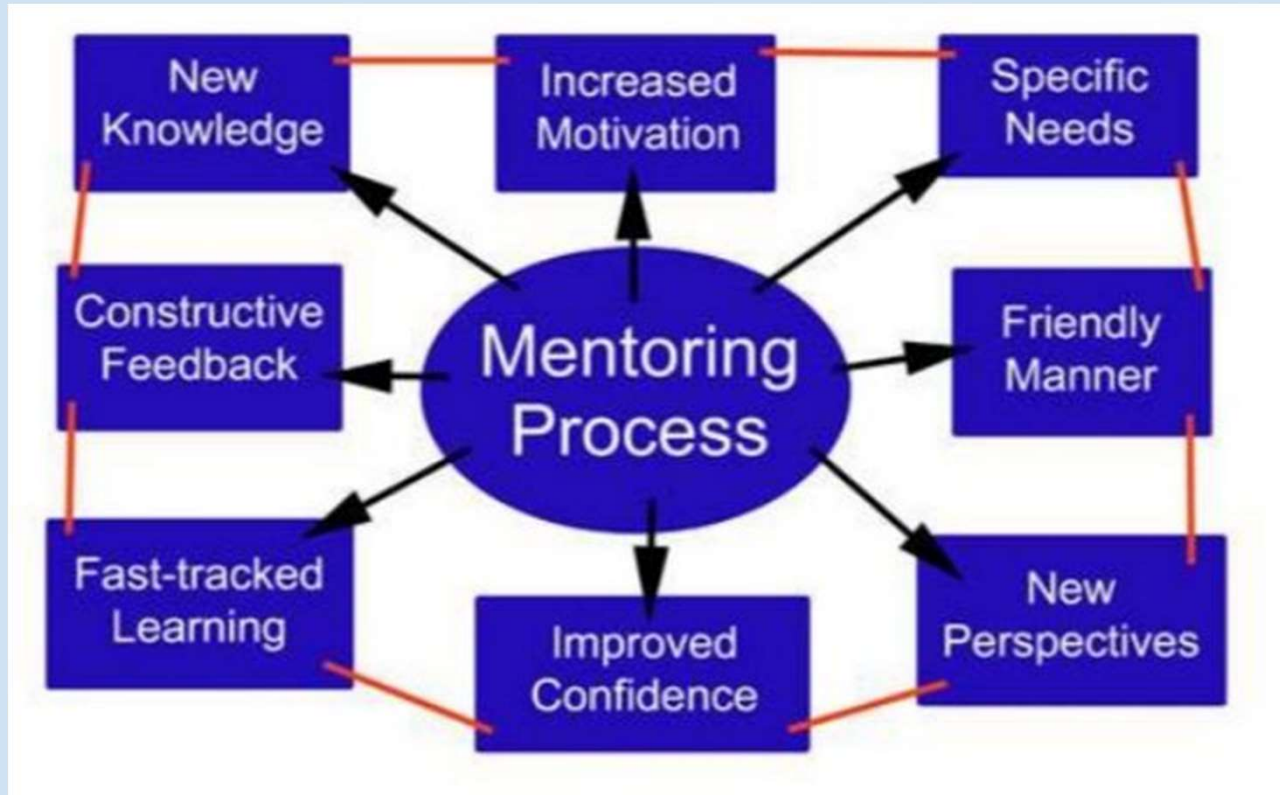 New
Knowledge
Increased
Motivation
Specific
Needs
Constructive
Feedback
Mentoring
Process
Friendly
Manner
Fast-tracked
Learning
Improved
Confidence
New
Perspectives